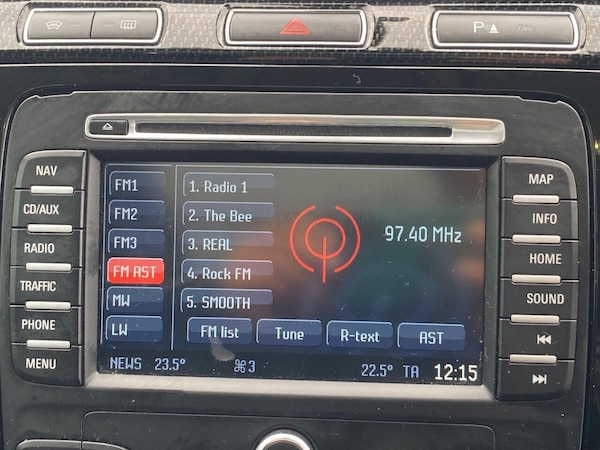 NAV
CD/AUX
RADIO
TRAFFIC
PHONE
MENU
FM1
FM2
FM3
FM AST
MW
LW
1. Radio 1
2. The Bee
3. REAL
4. Rock FM
5. SMOOTH
97.40 MHz
FM list Tune R-text AST
NEWS 23.5° ⌘3 22.5° TA 12:15
MAP
INFO
HOME
SOUND